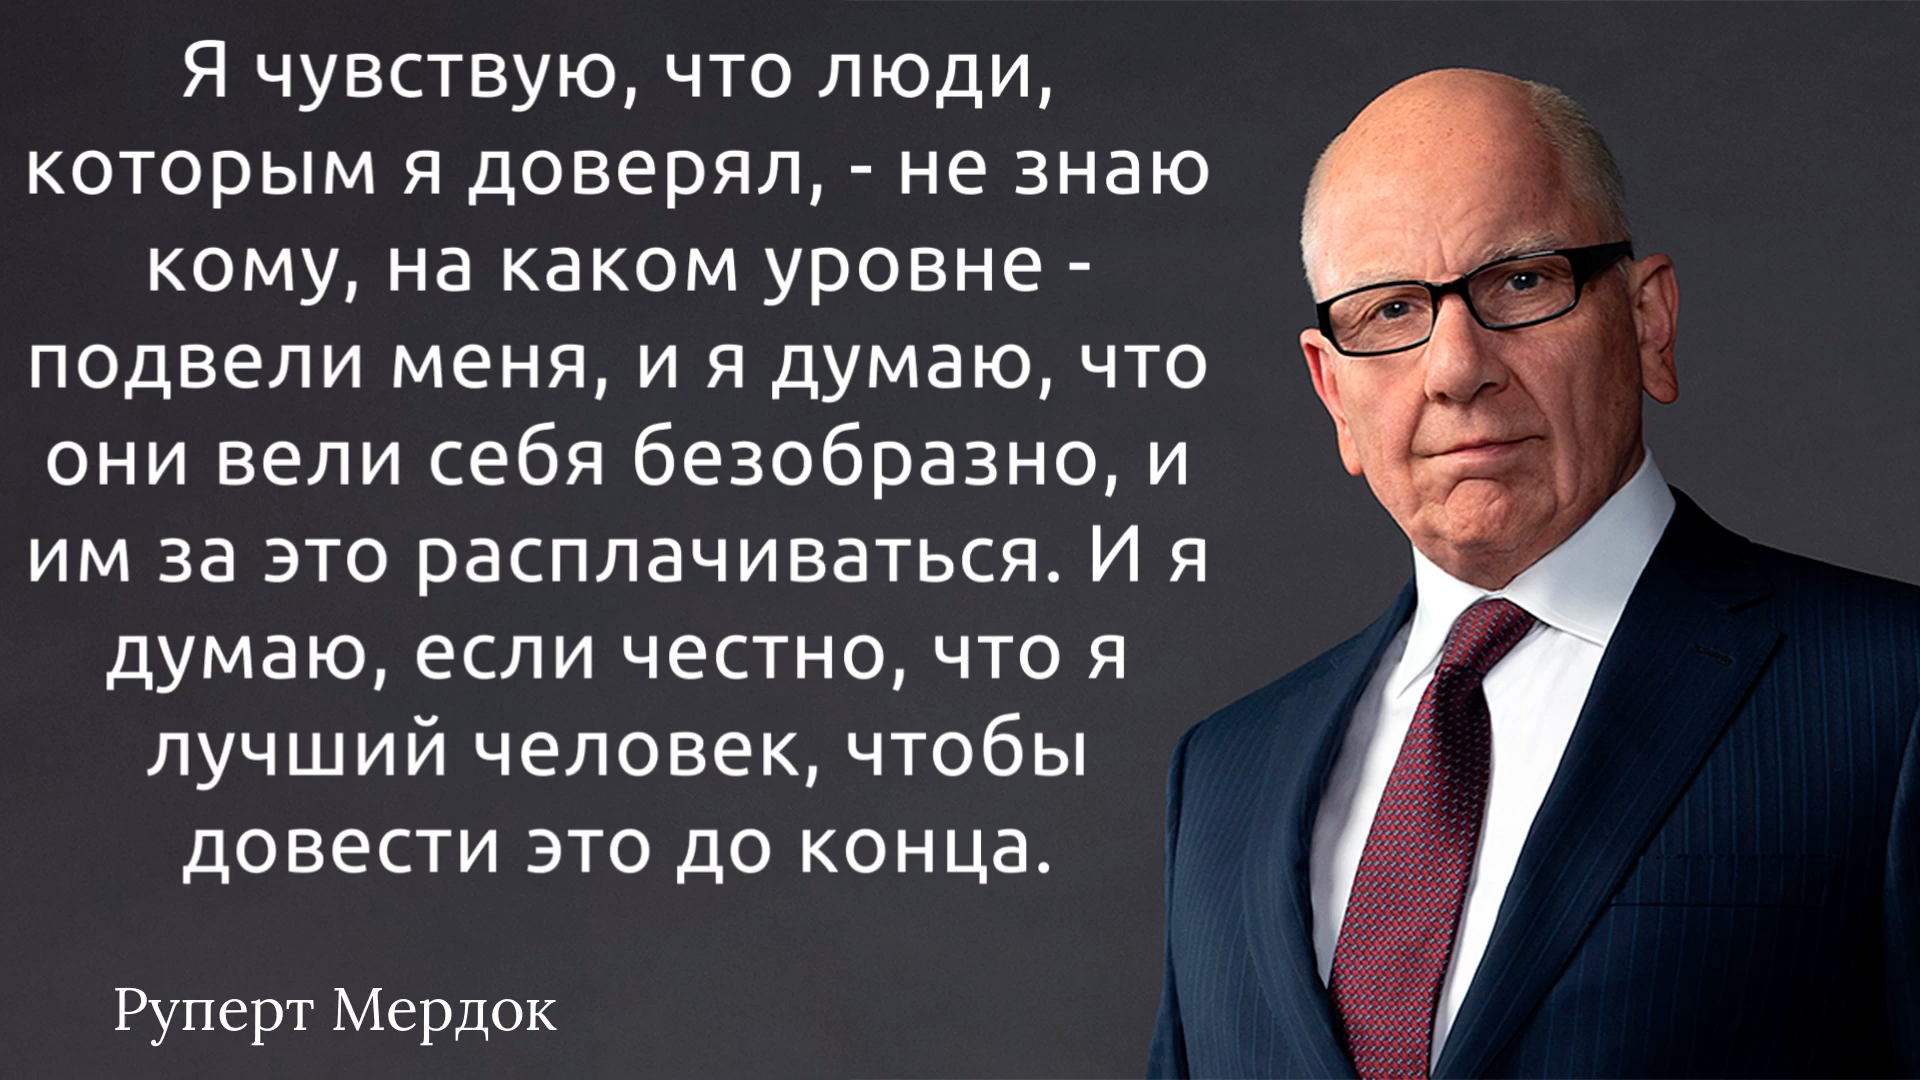 Я чувствую, что люди,
которым я доверял, - не знаю
кому, на каком уровне -
подвели меня, и я думаю, что
они вели себя безобразно, и
им за это расплачиваться. И я
думаю, если честно, что я
лучший человек, чтобы
довести это до конца.
Руперт Мердок